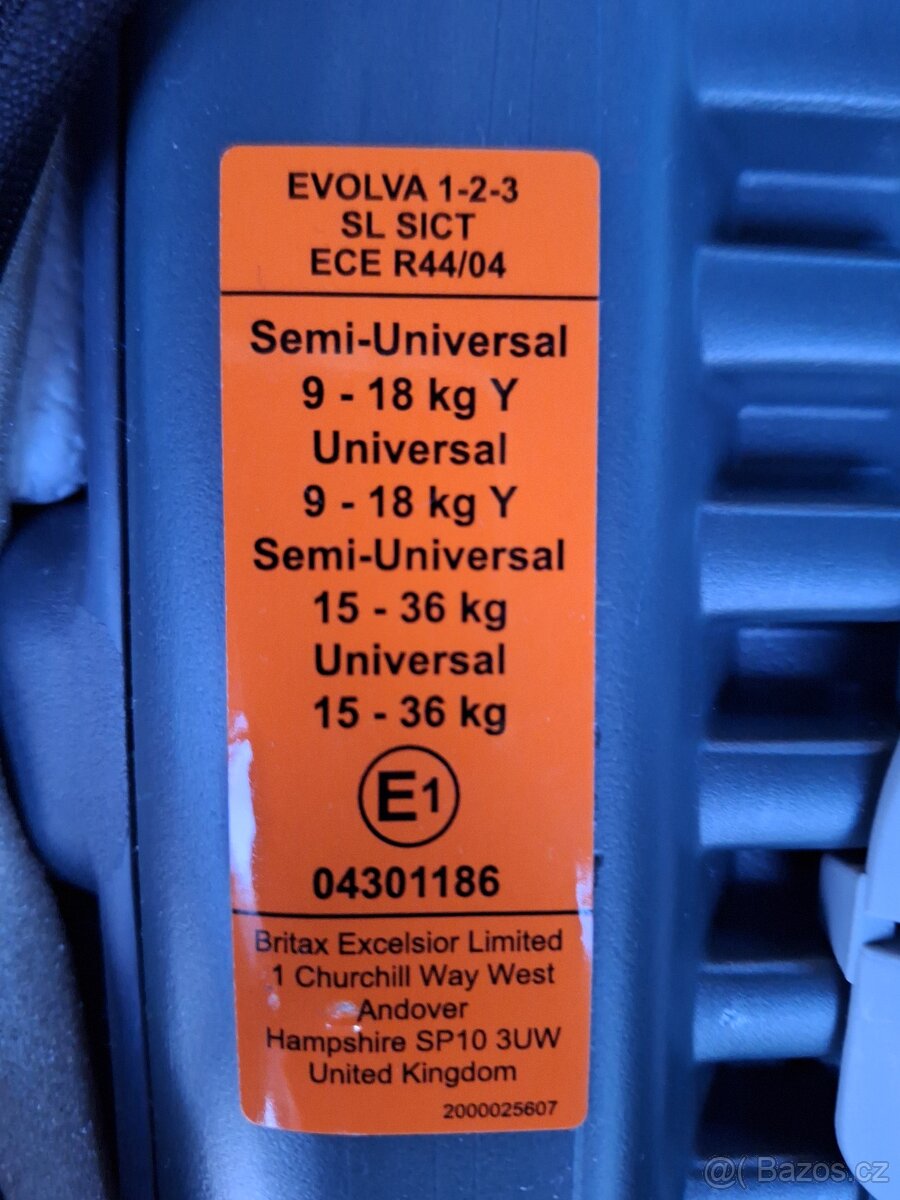 EVOLVA 1-2-3
SL SICT
ECE R44/04
Semi-Universal
9 - 18 kg Y
Universal
9 - 18 kg Y
Semi-Universal
15 - 36 kg
Universal
15 - 36 kg
E1
04301186
Britax Excelsior Limited
1 Churchill Way West
Andover
Hampshire SP10 3UW
United Kingdom
2000025607
@( Bazos.cz